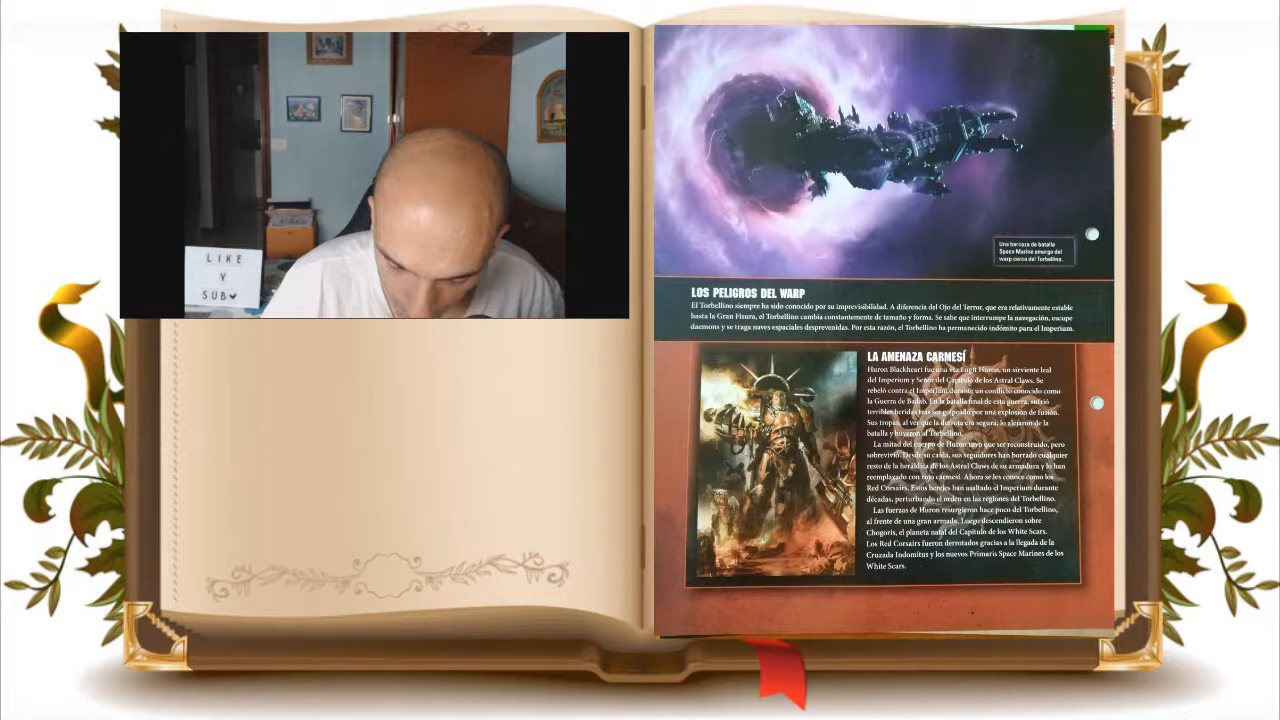 LIKE
Y
SUB♥
Una barcaza de batalla
Space Marine emerge del
warp cerca del Torbellino.
LOS PELIGROS DEL WARP
El Torbellino siempre ha sido conocido por su imprevisibilidad. A diferencia del Ojo del Terror, que era relativamente estable
hasta la Gran Fisura, el Torbellino cambia constantemente de tamaño y forma. Se sabe que interrumpe la navegación, escupe
daemons y se traga naves espaciales desprevenidas. Por esta razón, el Torbellino ha permanecido indómito para el Imperium.
LA AMENAZA CARMESÍ
Huron Blackheart fue una vez Lugft Huron, un sirviente leal
del Imperium y Señor del Capítulo de los Astral Claws. Se
rebeló contra el Imperium durante un conflicto conocido como
la Guerra de Badab. En la batalla final de esta guerra, sufrió
terribles heridas tras ser golpeado por una explosión de fusión.
Sus tropas, al ver que la derrota era segura, lo alejaron de la
batalla y huyeron al Torbellino.
La mitad del cuerpo de Huron tuvo que ser reconstruido, pero
sobrevivió. Desde su caída, sus seguidores han borrado cualquier
resto de la heráldica de los Astral Claws de su armadura y lo han
reemplazado con rojo carmesí. Ahora se les conoce como los
Red Corsairs. Estos herejes han asaltado el Imperium durante
décadas, perturbando el orden en las regiones del Torbellino.
Las fuerzas de Huron resurgieron hace poco del Torbellino,
al frente de una gran armada. Luego descendieron sobre
Chogoris, el planeta natal del Capítulo de los White Scars.
Los Red Corsairs fueron derrotados gracias a la llegada de la
Cruzada Indomitus y los nuevos Primaris Space Marines de los
White Scars.